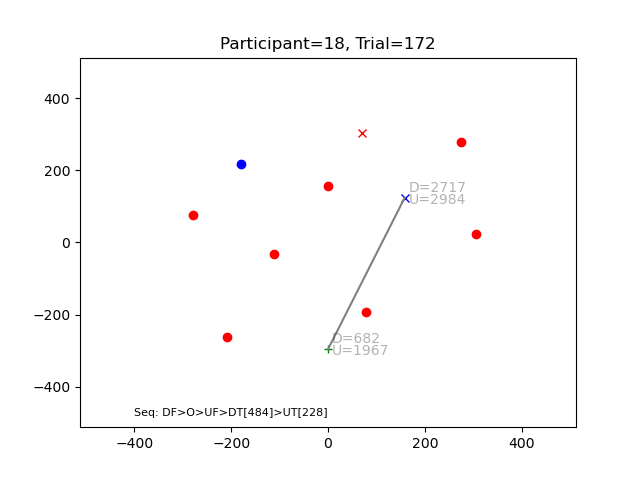 Participant=18, Trial=172
400
200
0
−200
−400
D=2717
U=2984
D=682
U=1967
Seq: DF>O>UF>DT[484]>UT[228]
−400
−200
0
200
400